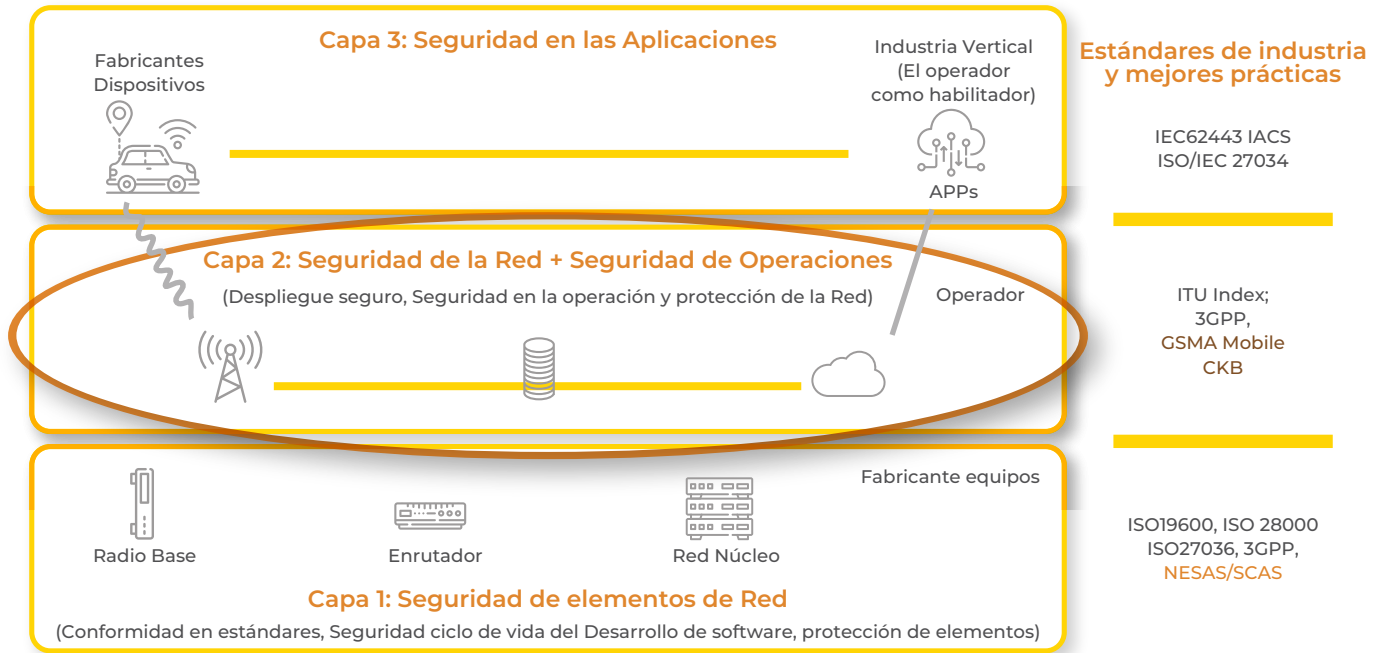 Capa 3: Seguridad en las Aplicaciones
Fabricantes
Dispositivos
Industria Vertical
(El operador
como habilitador)
APPs
Estándares de industria
y mejores prácticas
IEC62443 IACS
ISO/IEC 27034
Capa 2: Seguridad de la Red + Seguridad de Operaciones
(Despliegue seguro, Seguridad en la operación y protección de la Red)
Operador
ITU Index;
3GPP,
GSMA Mobile
CKB
Fabricante equipos
Radio Base
Enrutador
Red Núcleo
Capa 1: Seguridad de elementos de Red
(Conformidad en estándares, Seguridad ciclo de vida del Desarrollo de software, protección de elementos)
ISO19600, ISO 28000
ISO27036, 3GPP,
NESAS/SCAS